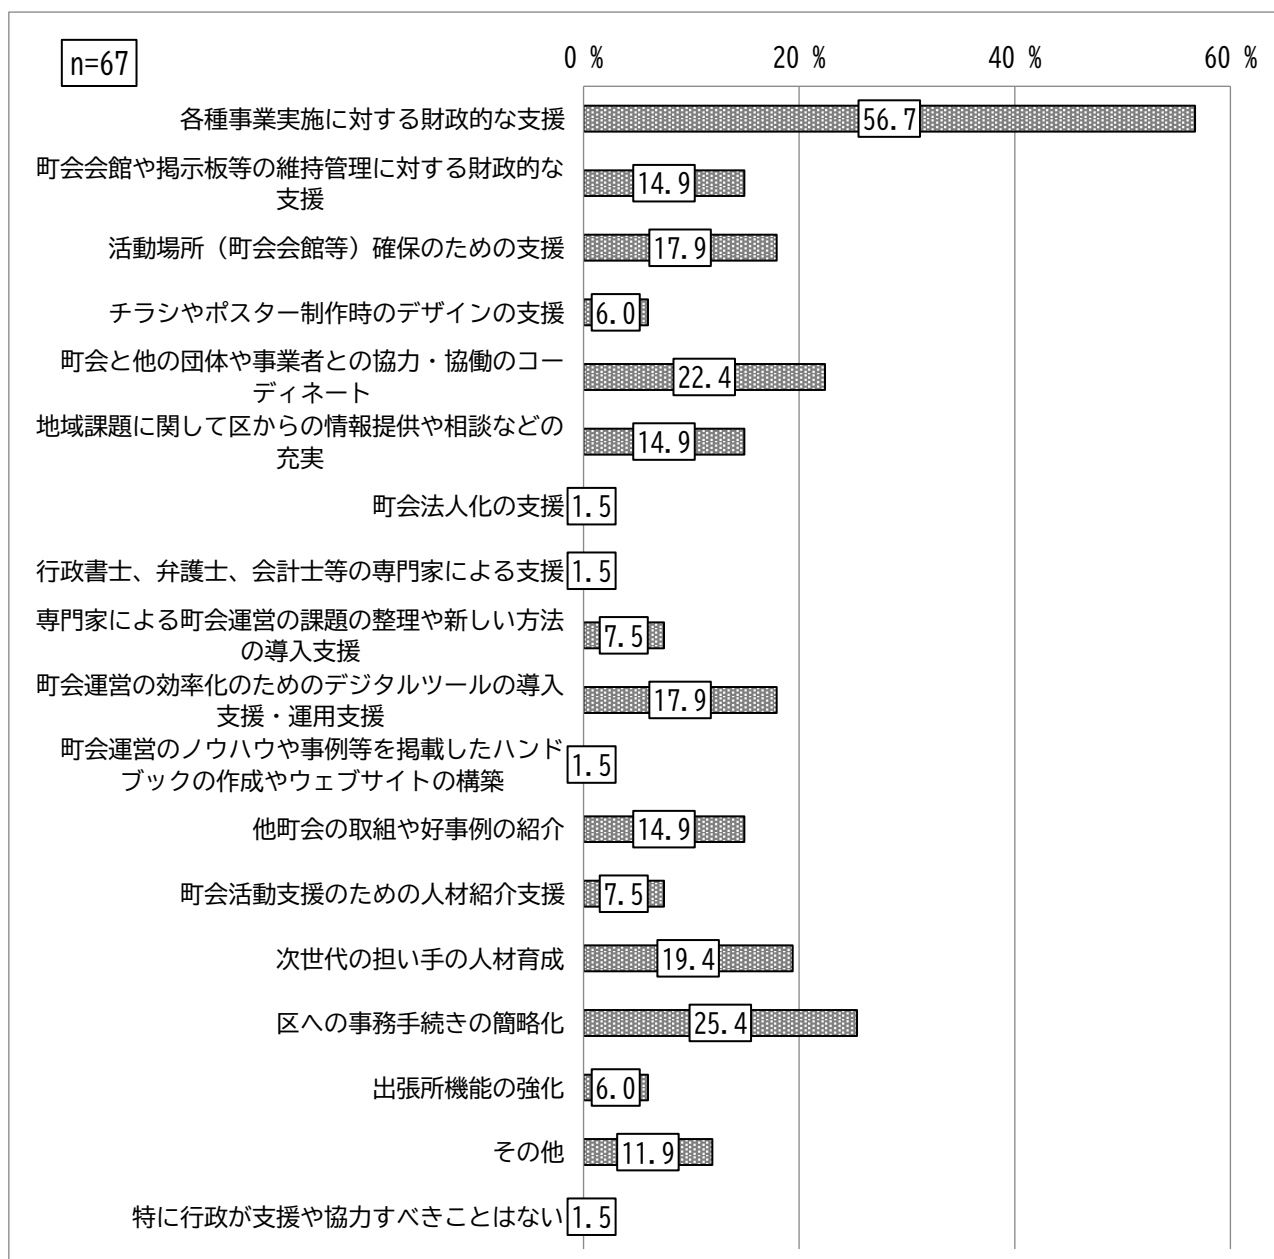 n=67
0 %
20 %
40 %
60 %
各種事業実施に対する財政的な支援
56.7
町会会館や掲示板等の維持管理に対する財政的な
支援
14.9
活動場所（町会会館等）確保のための支援
17.9
チラシやポスター制作時のデザインの支援
6.0
町会と他の団体や事業者との協力・協働のコー
ディネート
22.4
地域課題に関して区からの情報提供や相談などの
充実
14.9
町会法人化の支援
1.5
行政書士、弁護士、会計士等の専門家による支援
1.5
専門家による町会運営の課題の整理や新しい方法
の導入支援
7.5
町会運営の効率化のためのデジタルツールの導入
支援・運用支援
17.9
町会運営のノウハウや事例等を掲載したハンド
ブックの作成やウェブサイトの構築
1.5
他町会の取組や好事例の紹介
14.9
町会活動支援のための人材紹介支援
7.5
次世代の担い手の人材育成
19.4
区への事務手続きの簡略化
25.4
出張所機能の強化
6.0
その他
11.9
特に行政が支援や協力すべきことはない
1.5